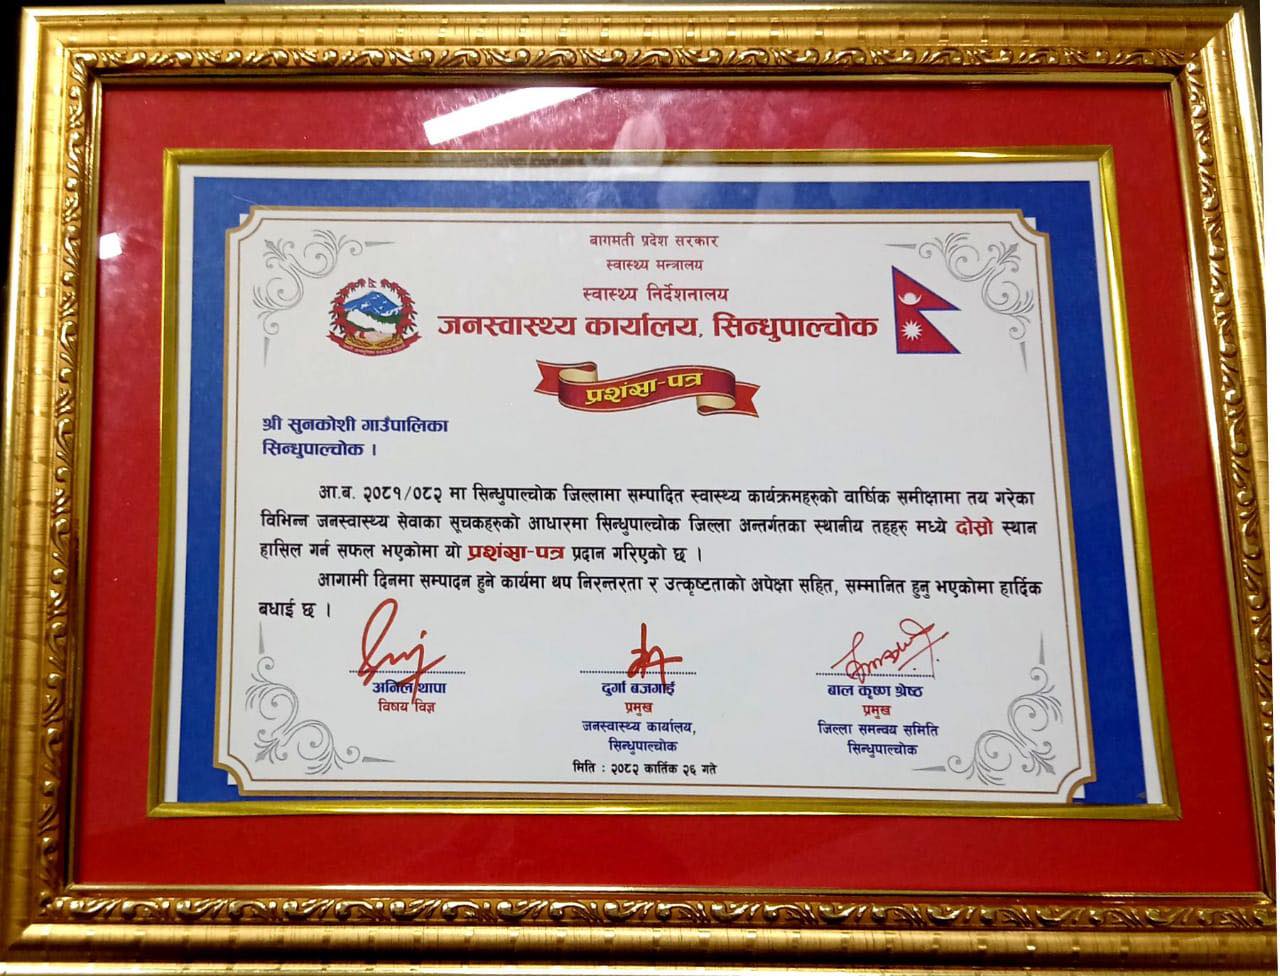 बागमती प्रदेश सरकार
स्वास्थ्य मन्त्रालय
स्वास्थ्य निर्देशनालय
जनस्वास्थ्य कार्यालय, सिन्धुपाल्चोक
प्रशंसा-पत्र
श्री सुनकोशी गाउँपालिका
सिन्धुपाल्चोक ।
आ.ब. २०८१/०८२ मा सिन्धुपाल्चोक जिल्लामा सम्पादित स्वास्थ्य कार्यक्रमहरुको वार्षिक समीक्षामा तय गरेका
विभिन्न जनस्वास्थ्य सेवाका सूचकहरुको आधारमा सिन्धुपाल्चोक जिल्ला अन्तर्गतका स्थानीय तहहरु मध्ये दोस्रो स्थान
हासिल गर्न सफल भएकोमा यो प्रशंसा-पत्र प्रदान गरिएको छ ।
आगामी दिनमा सम्पादन हुने कार्यमा थप निरन्तरता र उत्कृष्टताको अपेक्षा सहित, सम्मानित हुनु भएकोमा हार्दिक
बधाई छ ।
अनिल थापा
विषय विज्ञ
दुर्गा बजगाई
प्रमुख
जनस्वास्थ्य कार्यालय,
सिन्धुपाल्चोक
बाल कृष्ण श्रेष्ठ
प्रमुख
जिल्ला समन्वय समिति
सिन्धुपाल्चोक
मिति : २०८२ कार्तिक २६ गते